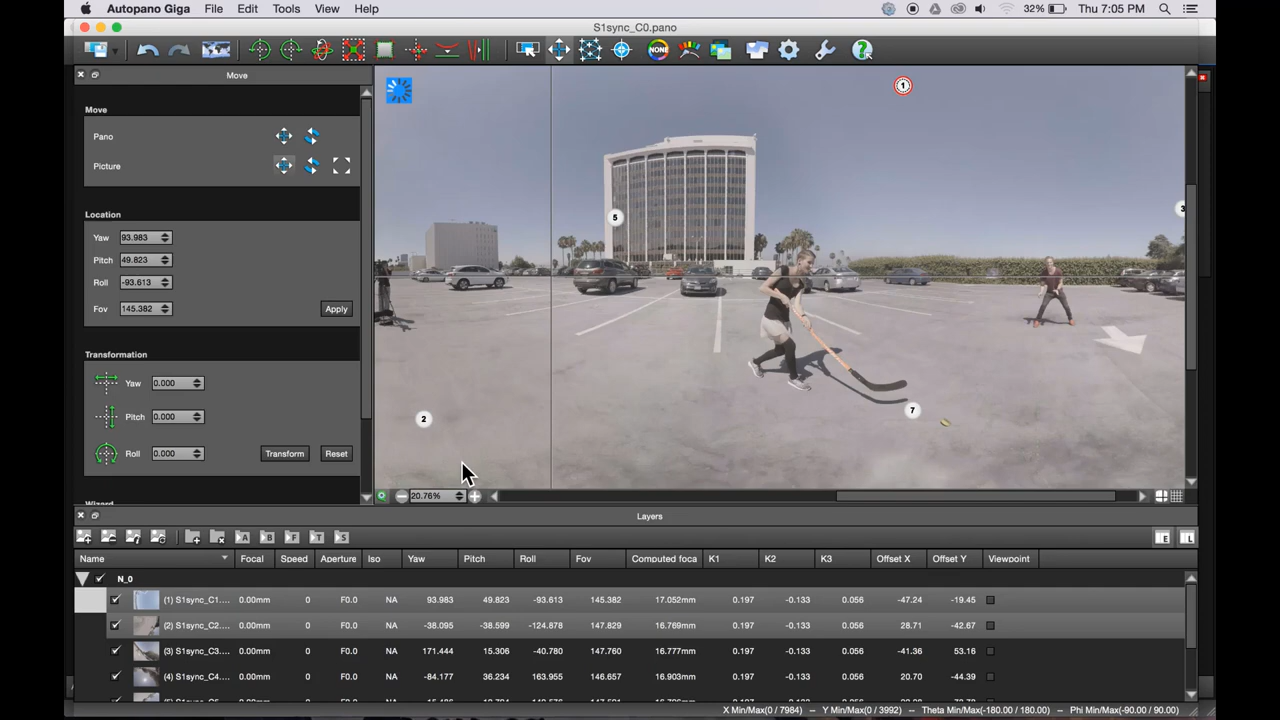 Autopano Giga File Edit Tools View Help 32% Thu 7:05 PM
S1sync_C0.pano
NONE
Move
Move
Pano
Picture
Location
Yaw 93.983
Pitch 49.823
Roll -93.613
Fov 145.382 Apply
Transformation
Yaw 0.000
Pitch 0.000
Roll 0.000 Transform Reset
1
5
3
2
7
20.76%
Layers
A B F T S E L
Name Focal Speed Aperture Iso Yaw Pitch Roll Fov Computed foca K1 K2 K3 Offset X Offset Y Viewpoint
N_0
(1) S1sync_C1.... 0.00mm 0 F0.0 NA 93.983 49.823 -93.613 145.382 17.052mm 0.197 -0.133 0.056 -47.24 -19.45
(2) S1sync_C2.... 0.00mm 0 F0.0 NA -38.095 -38.599 -124.878 147.829 16.769mm 0.197 -0.133 0.056 28.71 -42.67
(3) S1sync_C3.... 0.00mm 0 F0.0 NA 171.444 15.306 -40.780 147.760 16.777mm 0.197 -0.133 0.056 -41.36 53.16
(4) S1sync_C4.... 0.00mm 0 F0.0 NA -84.177 36.234 163.955 146.657 16.903mm 0.197 -0.133 0.056 20.70 -44.39
X Min/Max(0 / 7984) -- Y Min/Max(0 / 3992) -- Theta Min/Max(-180.00 / 180.00) -- Phi Min/Max(-90.00 / 90.00)